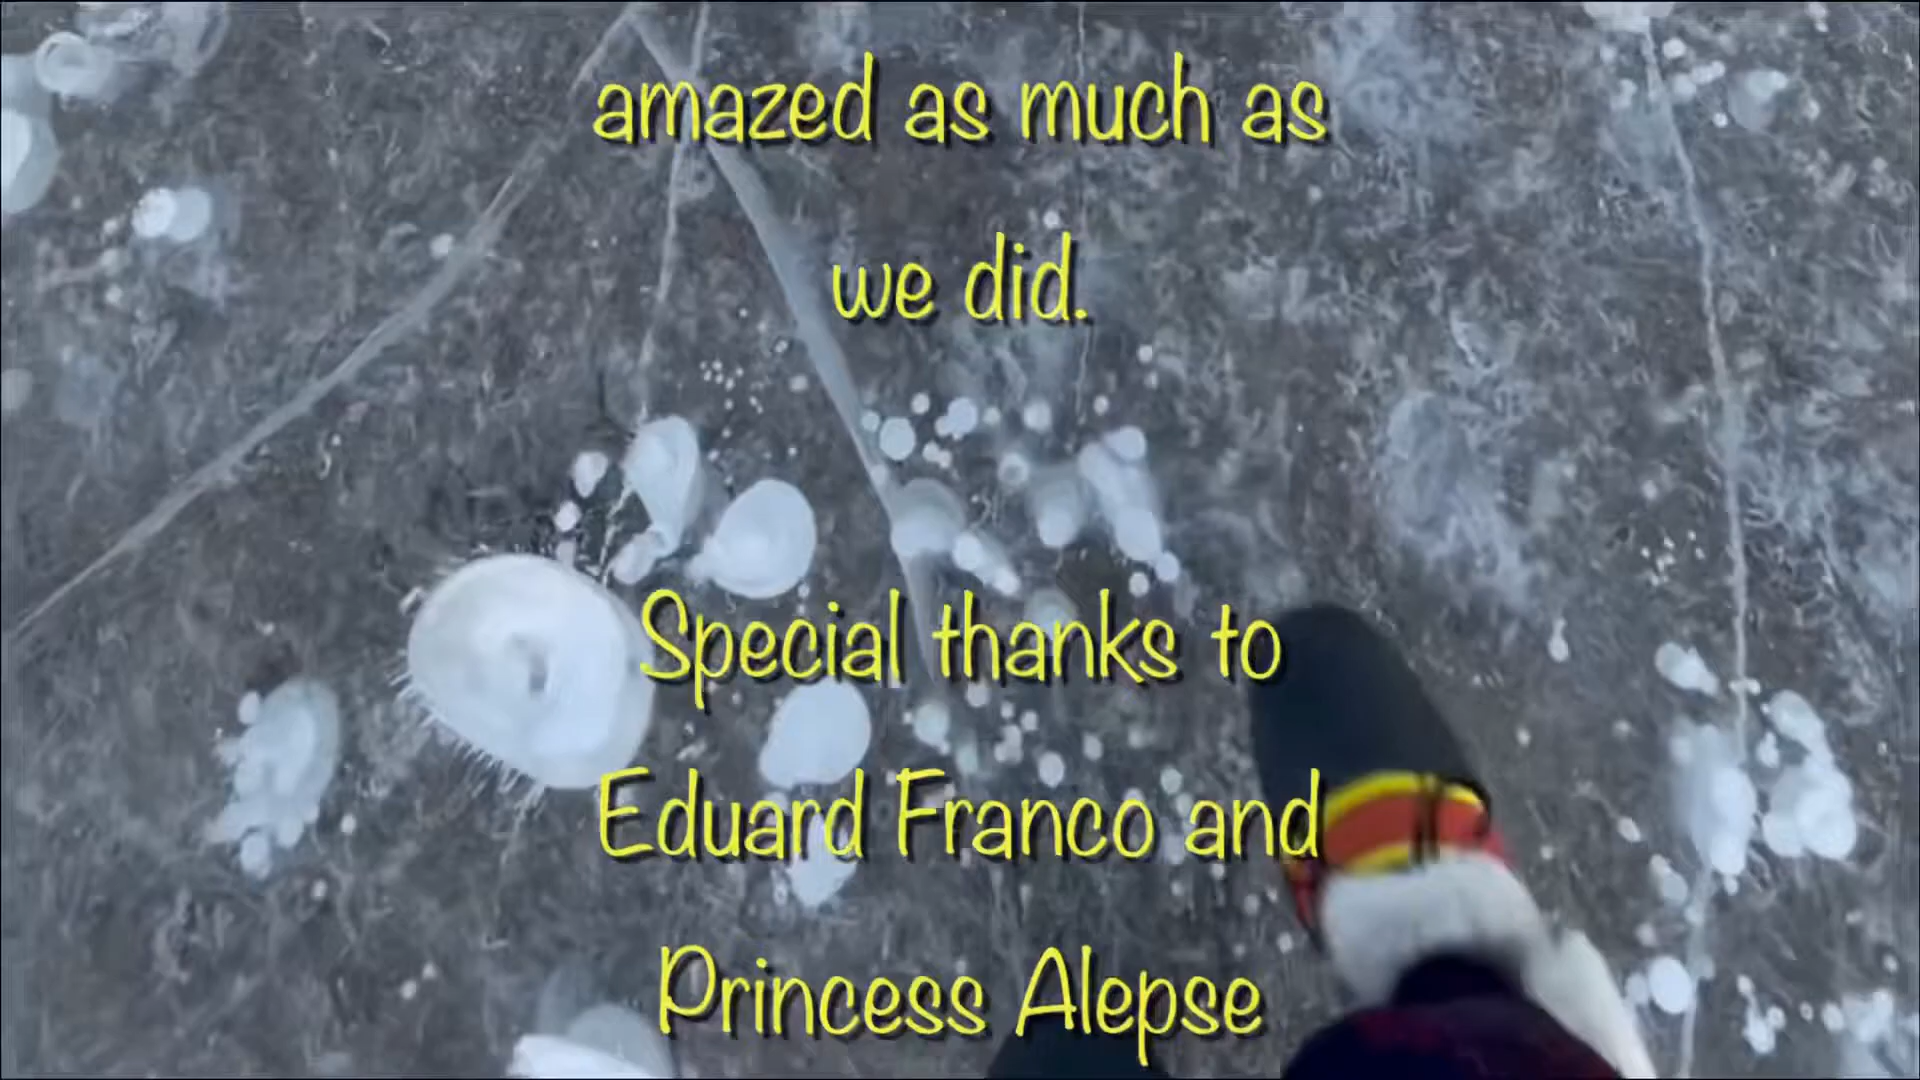 amazed as much as
we did.
Special thanks to
Eduard Franco and
Princess Alepse